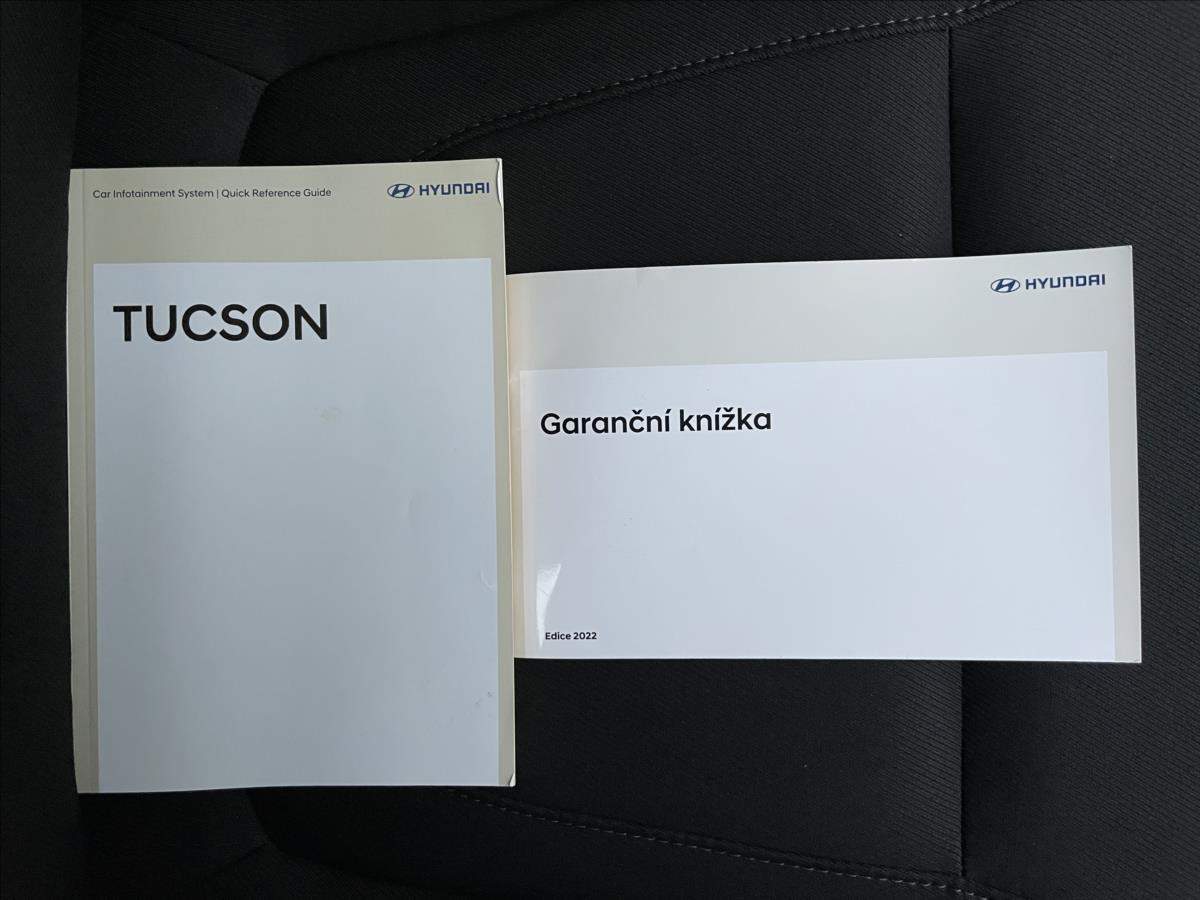 Car Infotainment System | Quick Reference Guide
HYUNDAI
TUCSON
HYUNDAI
Garanční knížka
Edice 2022